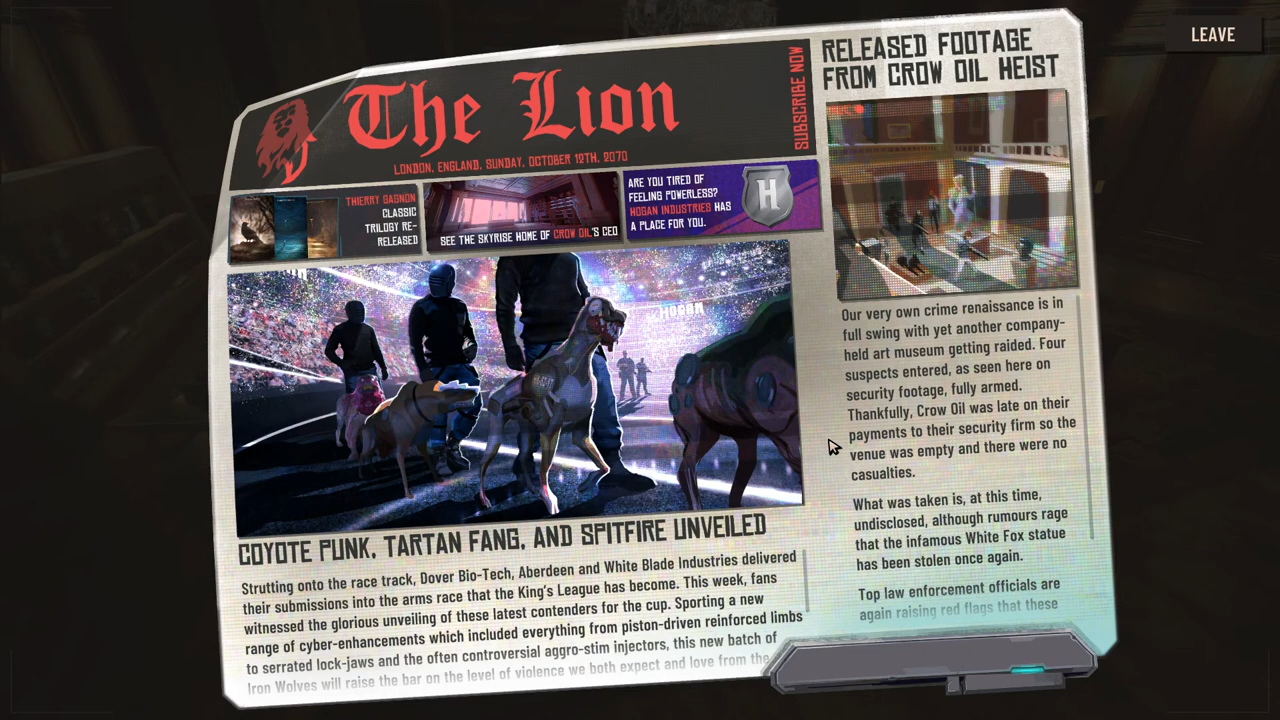 LEAVE
The Lion
SUBSCRIBE NOW
LONDON, ENGLAND, SUNDAY, OCTOBER 12TH, 2070
THIERRY GAGNON
CLASSIC
TRILOGY RE-
RELEASED
SEE THE SKYRISE HOME OF CROW OIL'S CEO
ARE YOU TIRED OF
FEELING POWERLESS?
HOGAN INDUSTRIES HAS
A PLACE FOR YOU.
H
HOGAN
COYOTE PUNK, TARTAN FANG, AND SPITFIRE UNVEILED
Strutting onto the race track, Dover Bio-Tech, Aberdeen and White Blade Industries delivered
their submissions into the arms race that the King's League has become. This week, fans
witnessed the glorious unveiling of these latest contenders for the cup. Sporting a new
range of cyber-enhancements which included everything from piston-driven reinforced limbs
to serrated lock-jaws and the often controversial aggro-stim injectors, this new batch of
Iron Wolves will raise the bar on the level of violence we both expect and love from the
RELEASED FOOTAGE
FROM CROW OIL HEIST
Our very own crime renaissance is in
full swing with yet another company-
held art museum getting raided. Four
suspects entered, as seen here on
security footage, fully armed.
Thankfully, Crow Oil was late on their
payments to their security firm so the
venue was empty and there were no
casualties.
What was taken is, at this time,
undisclosed, although rumours rage
that the infamous White Fox statue
has been stolen once again.
Top law enforcement officials are
again raising red flags that these